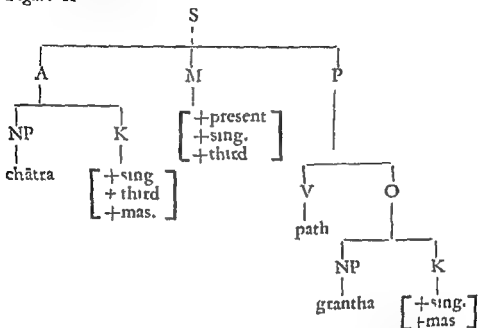 S
A M P
NP K
chātra
[+sing
+third
+mas.]
[+present
+sing.
+third]
V O
path
NP K
grantha
[+sing.
+mas